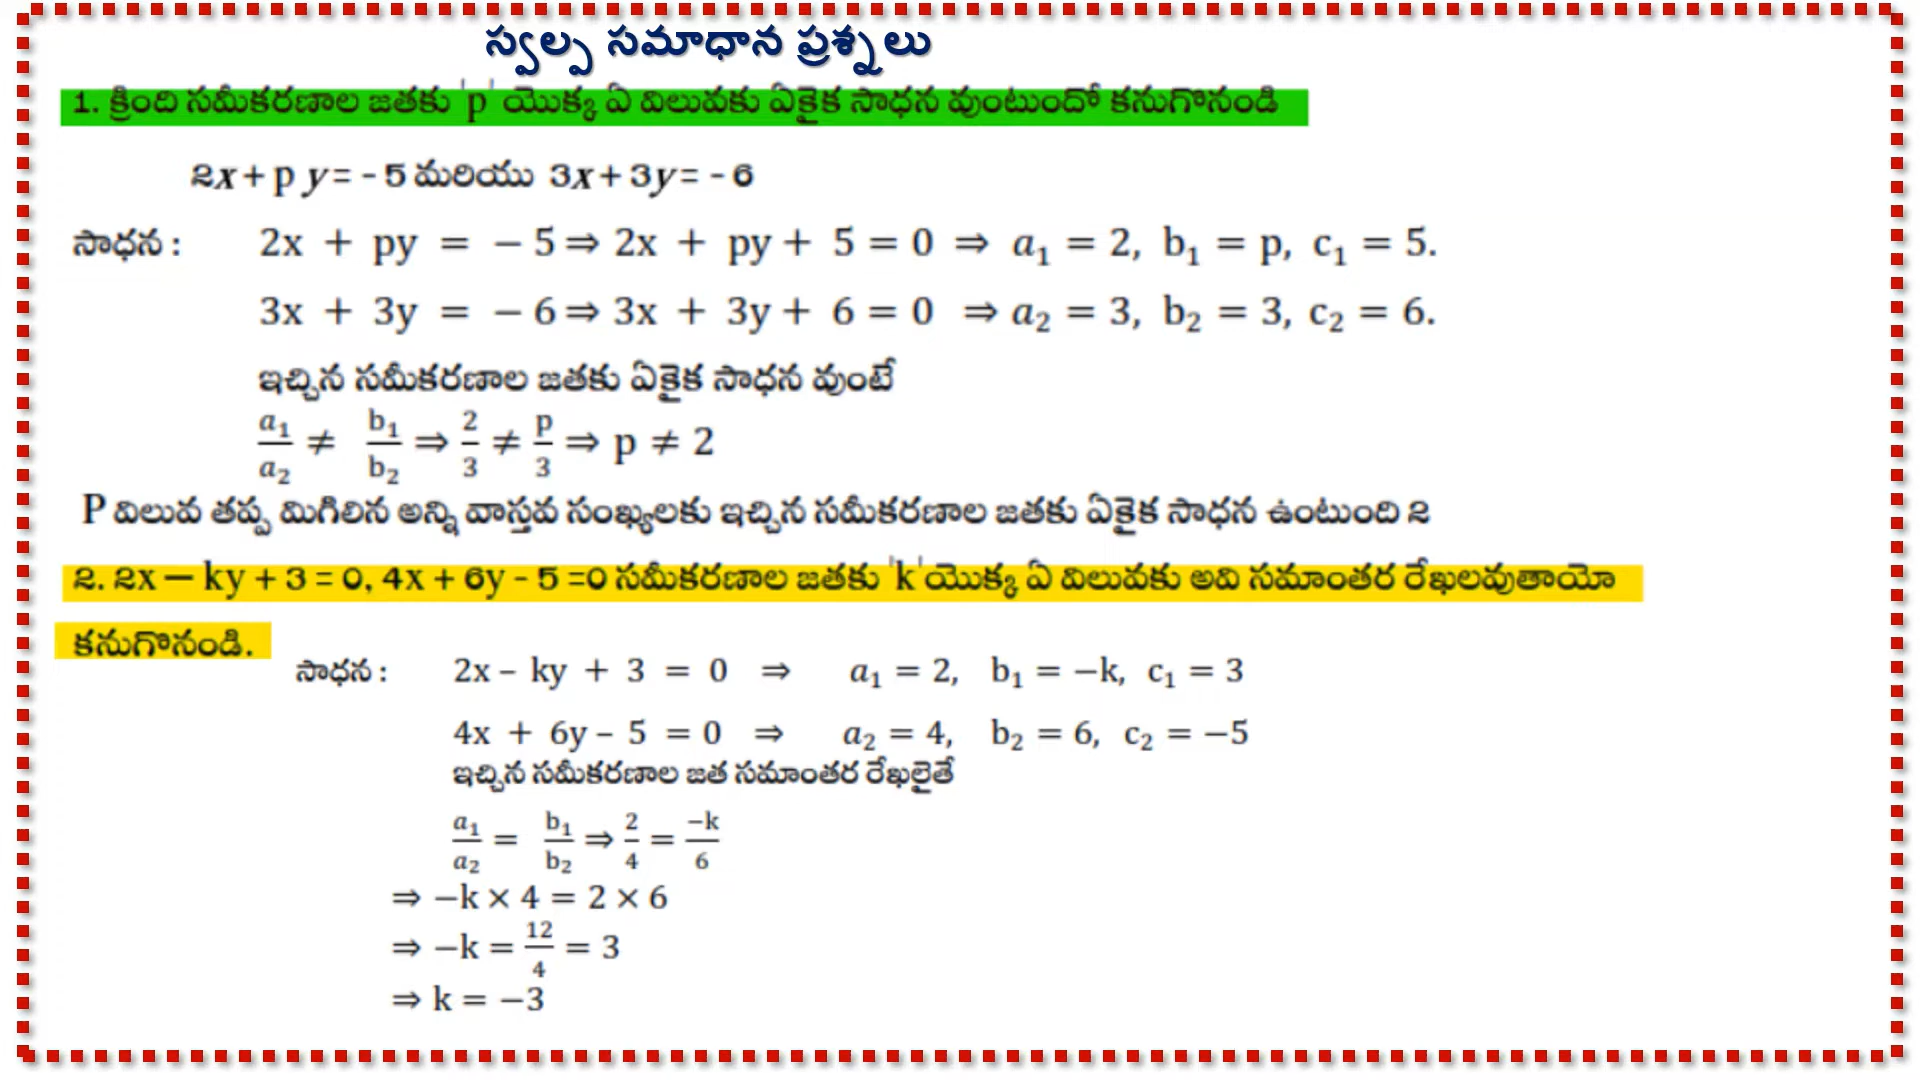 స్వల్ప సమాధాన ప్రశ్నలు
1. క్రింది సమీకరణాల జతకు 'p' యొక్క ఏ విలువకు ఏకైక సాధన వుంటుందో కనుగొనండి
2x + p y = - 5 మరియు 3x + 3y = - 6
సాధన : 2x + py = − 5 ⇒ 2x + py + 5 = 0 ⇒ a₁ = 2, b₁ = p, c₁ = 5.
3x + 3y = − 6 ⇒ 3x + 3y + 6 = 0 ⇒ a₂ = 3, b₂ = 3, c₂ = 6.
ఇచ్చిన సమీకరణాల జతకు ఏకైక సాధన వుంటే
a₁/a₂ ≠ b₁/b₂ ⇒ 2/3 ≠ p/3 ⇒ p ≠ 2
P విలువ తప్ప మిగిలిన అన్ని వాస్తవ సంఖ్యలకు ఇచ్చిన సమీకరణాల జతకు ఏకైక సాధన ఉంటుంది 2
2. 2x − ky + 3 = 0, 4x + 6y - 5 =0 సమీకరణాల జతకు 'k' యొక్క ఏ విలువకు అవి సమాంతర రేఖలవుతాయో
కనుగొనండి.
సాధన : 2x – ky + 3 = 0 ⇒ a₁ = 2, b₁ = −k, c₁ = 3
4x + 6y – 5 = 0 ⇒ a₂ = 4, b₂ = 6, c₂ = −5
ఇచ్చిన సమీకరణాల జత సమాంతర రేఖలైతే
a₁/a₂ = b₁/b₂ ⇒ 2/4 = −k/6
⇒ −k × 4 = 2 × 6
⇒ −k = 12/4 = 3
⇒ k = −3